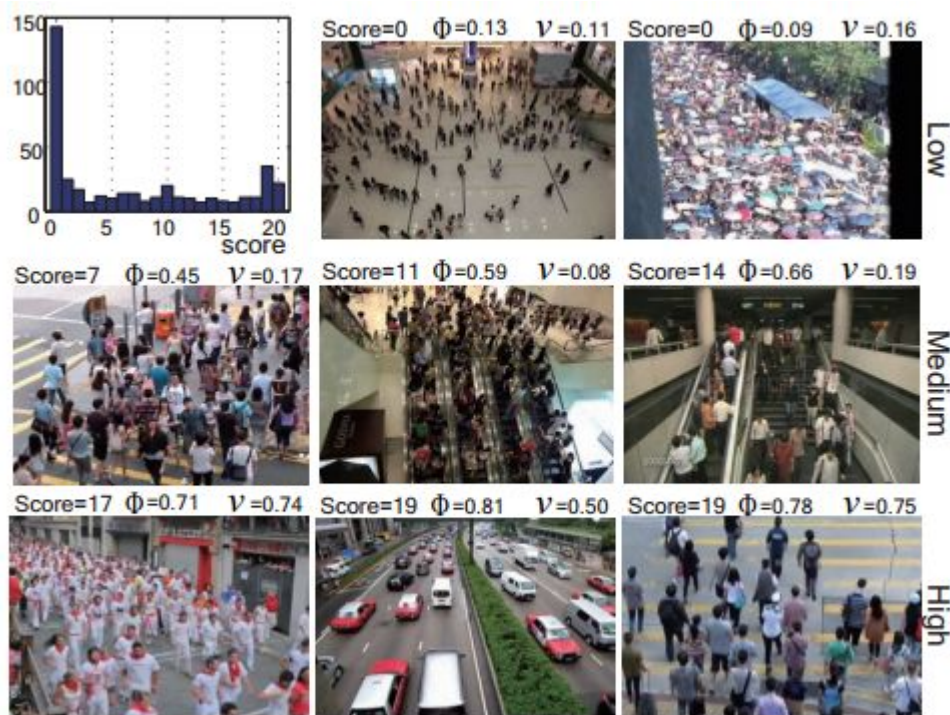 150
100
50
0
0 5 10 15 20
score
Score=0 Φ=0.13 v=0.11
Score=0 Φ=0.09 v=0.16
Low
Score=7 Φ=0.45 v=0.17
Score=11 Φ=0.59 v=0.08
Score=14 Φ=0.66 v=0.19
Medium
Score=17 Φ=0.71 v=0.74
Score=19 Φ=0.81 v=0.50
Score=19 Φ=0.78 v=0.75
High